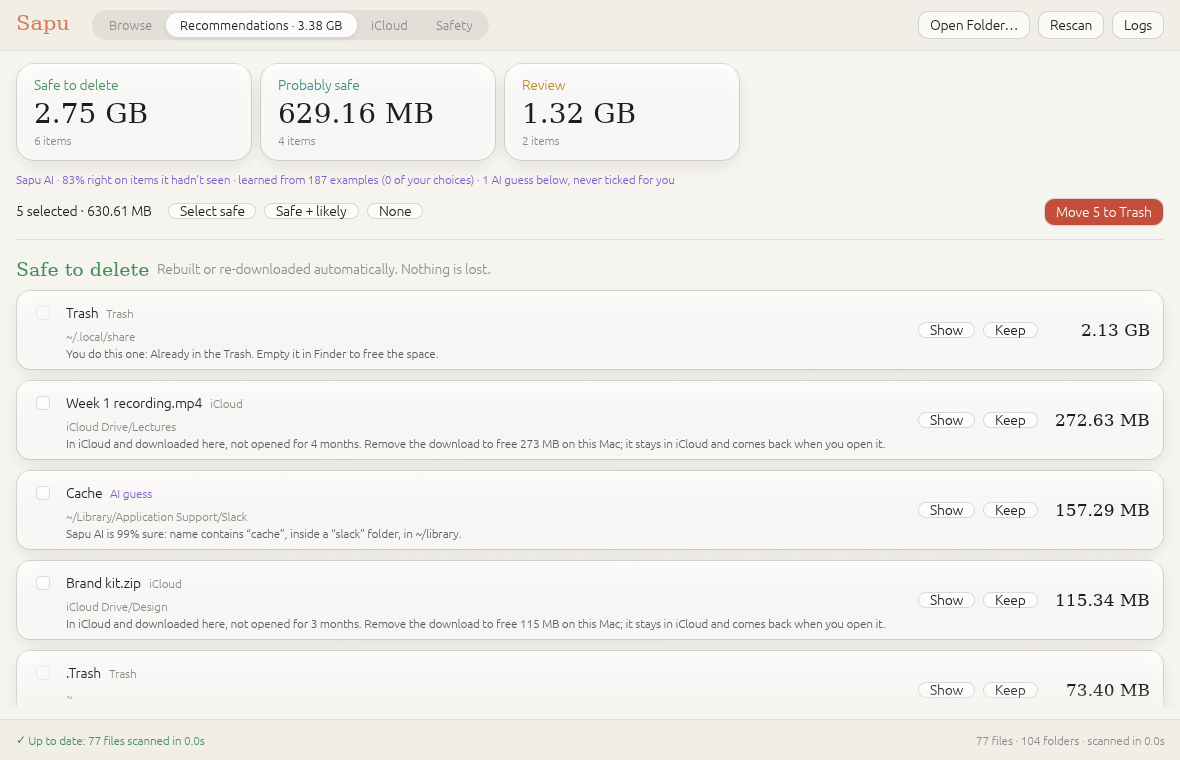 Sapu
Browse
Recommendations · 3.38 GB
iCloud
Safety
Open Folder…
Rescan
Logs
Safe to delete
2.75 GB
6 items
Probably safe
629.16 MB
4 items
Review
1.32 GB
2 items
Sapu AI · 83% right on items it hadn't seen · learned from 187 examples (0 of your choices) · 1 AI guess below, never ticked for you
5 selected · 630.61 MB
Select safe
Safe + likely
None
Move 5 to Trash
Safe to delete Rebuilt or re-downloaded automatically. Nothing is lost.
Trash Trash
~/.local/share
You do this one: Already in the Trash. Empty it in Finder to free the space.
Show
Keep
2.13 GB
Week 1 recording.mp4 iCloud
iCloud Drive/Lectures
In iCloud and downloaded here, not opened for 4 months. Remove the download to free 273 MB on this Mac; it stays in iCloud and comes back when you open it.
Show
Keep
272.63 MB
Cache AI guess
~/Library/Application Support/Slack
Sapu AI is 99% sure: name contains “cache”, inside a “slack” folder, in ~/library.
Show
Keep
157.29 MB
Brand kit.zip iCloud
iCloud Drive/Design
In iCloud and downloaded here, not opened for 3 months. Remove the download to free 115 MB on this Mac; it stays in iCloud and comes back when you open it.
Show
Keep
115.34 MB
.Trash Trash
~
Show
Keep
73.40 MB
✓ Up to date: 77 files scanned in 0.0s
77 files · 104 folders · scanned in 0.0s